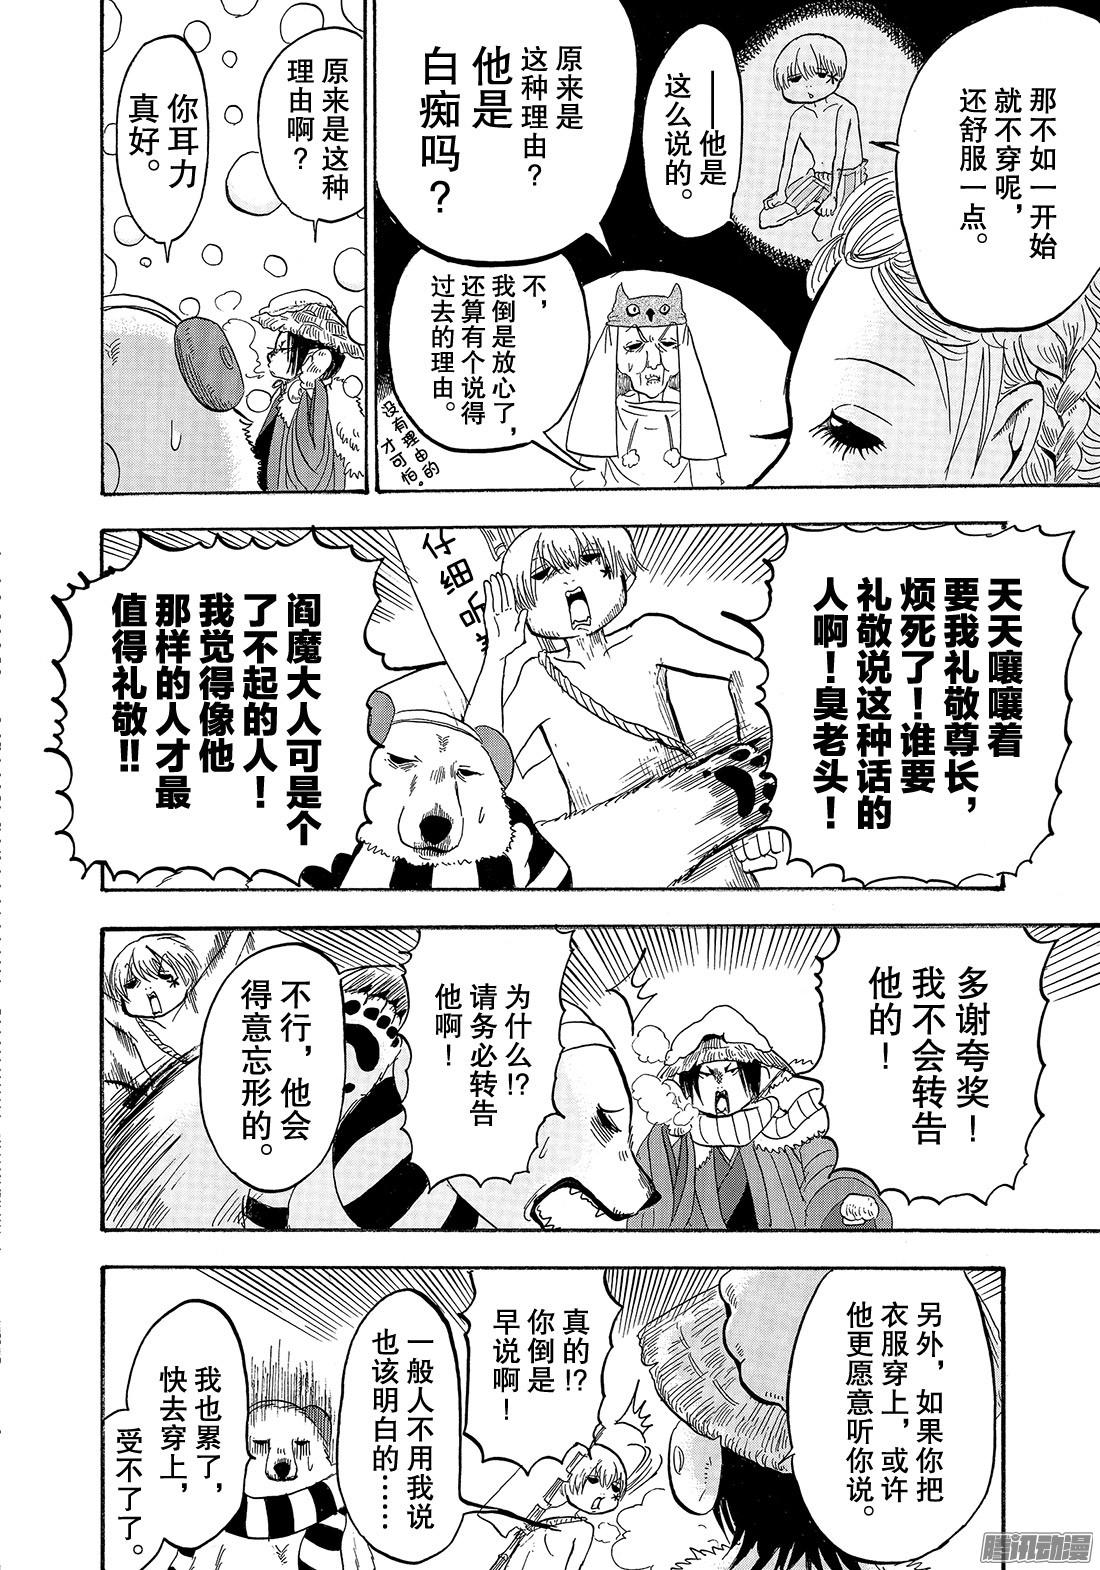 那不如一开始
就不穿呢，
还舒服一点。
——他是
这么说的。
原来是
这种理由？
他是
白痴吗？
不，
我倒是放心了，
还算有个说得
过去的理由。
没有理由的
才可怕。
原来是这种
理由啊？
你耳力
真好。
天天嚷嚷着
要我礼敬尊长，
烦死了！谁要
礼敬说这种话的
人啊！臭老头！
阎魔大人可是个
了不起的人！
我觉得像他
那样的人才最
值得礼敬!!
多谢夸奖！
我不会转告
他的！
为什么!?
请务必转告
他啊！
不行，他会
得意忘形的。
另外，如果你把
衣服穿上，或许
他更愿意听你说。
真的!?
你倒是
早说啊！
一般人不用我说
也该明白的……
我也累了，
快去穿上，
受不了了。
腾讯动漫